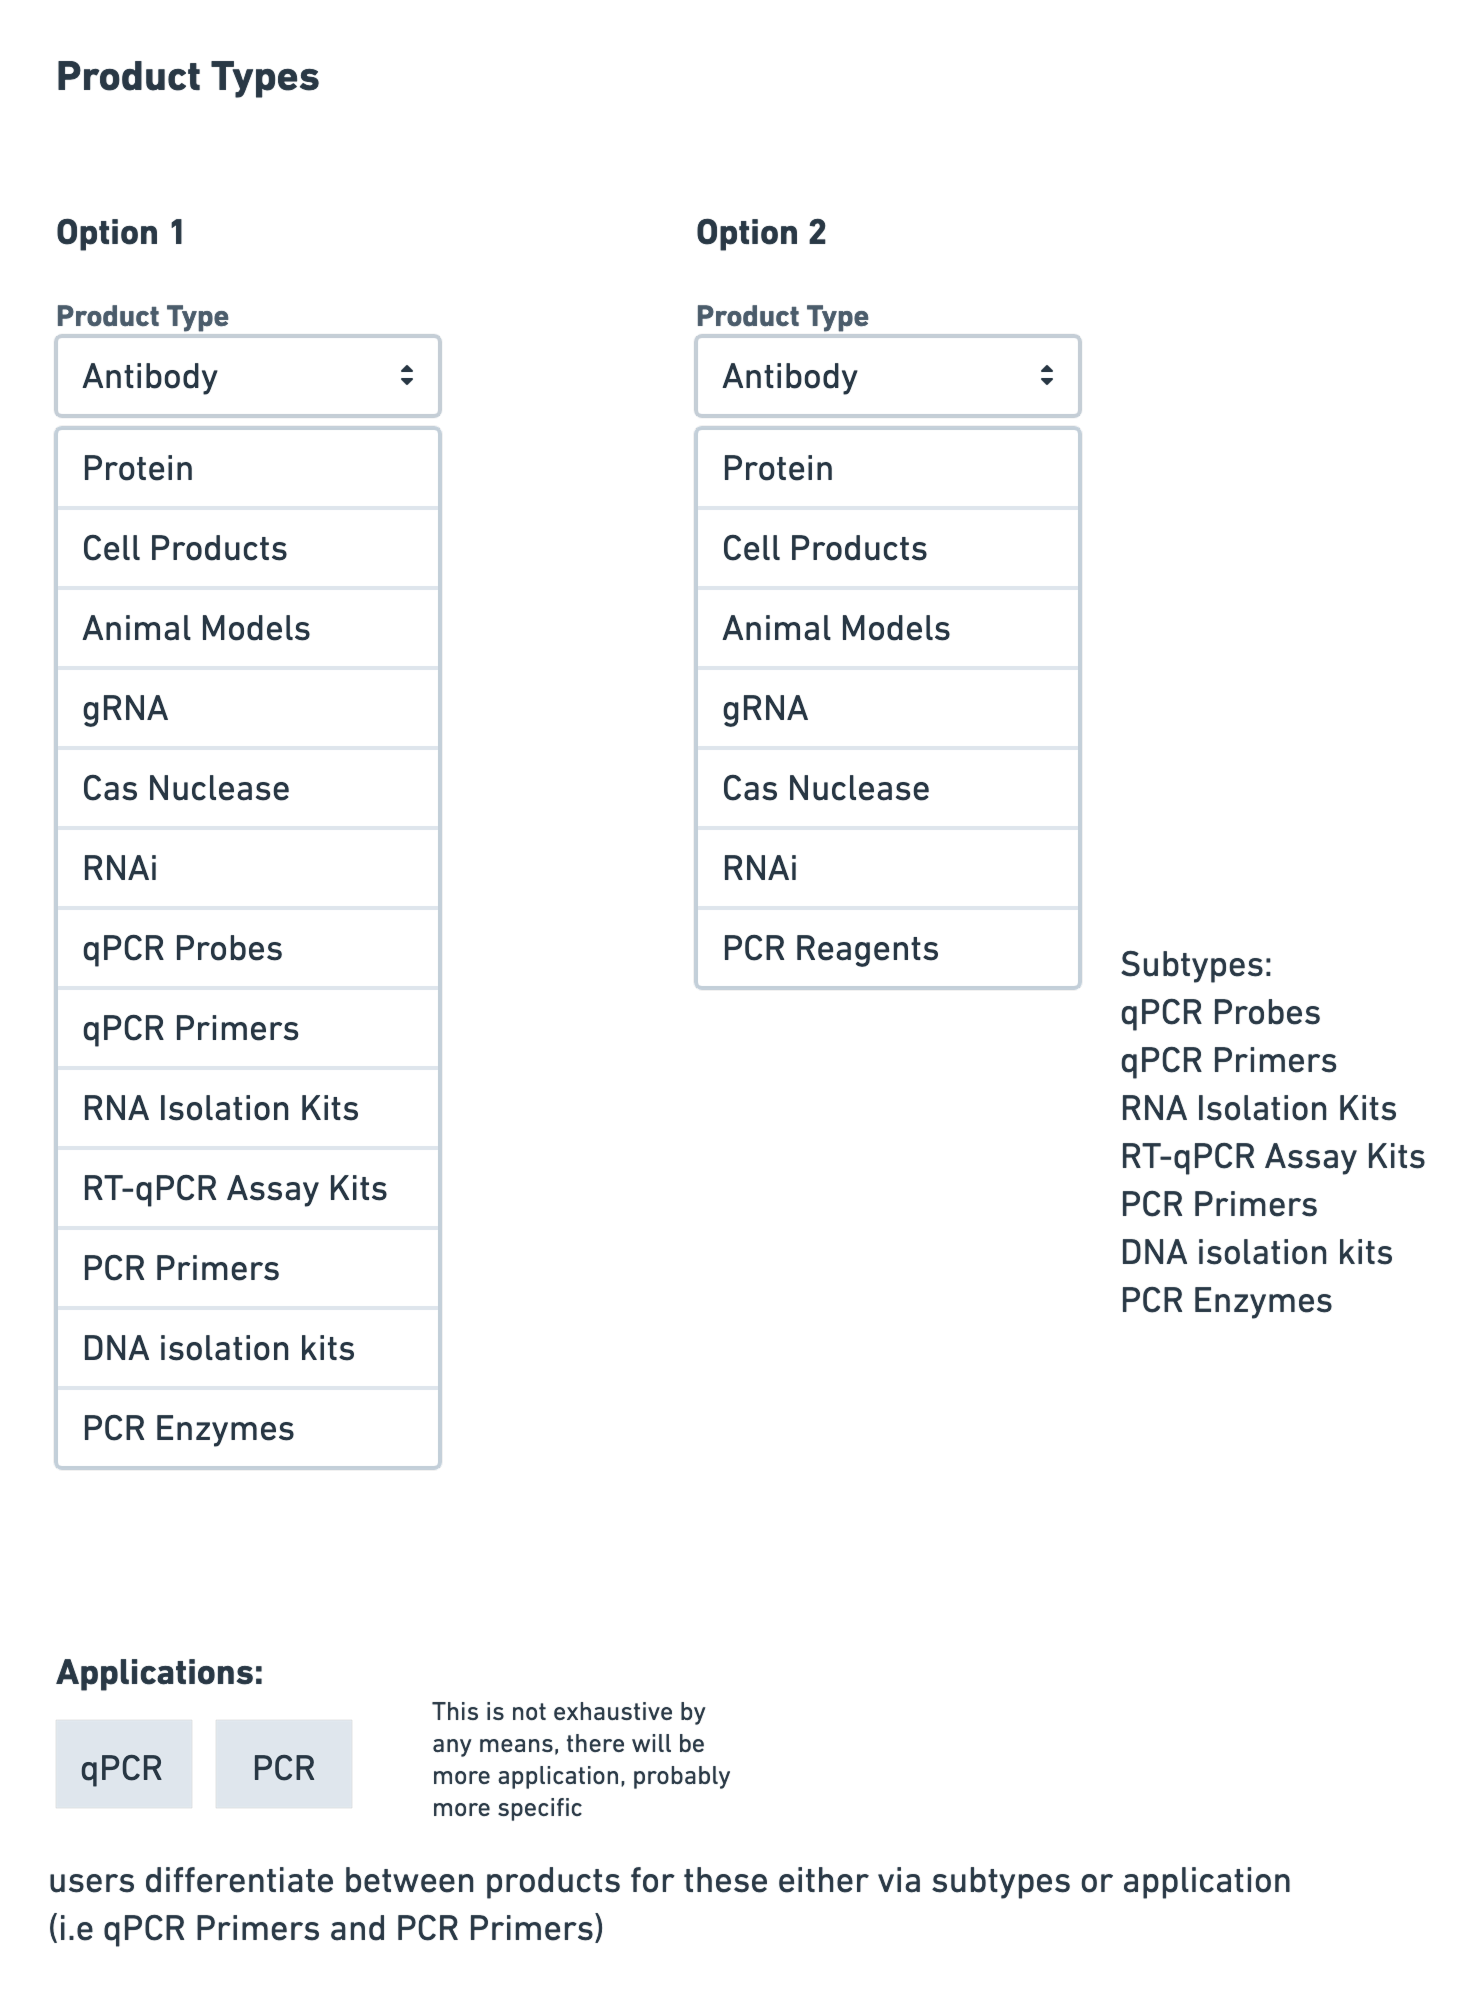 Product Types
Option 1
Product Type
Antibody
Protein
Cell Products
Animal Models
gRNA
Cas Nuclease
RNAi
qPCR Probes
qPCR Primers
RNA Isolation Kits
RT-qPCR Assay Kits
PCR Primers
DNA isolation kits
PCR Enzymes
Option 2
Product Type
Antibody
Protein
Cell Products
Animal Models
gRNA
Cas Nuclease
RNAi
PCR Reagents
Subtypes:
qPCR Probes
qPCR Primers
RNA Isolation Kits
RT-qPCR Assay Kits
PCR Primers
DNA isolation kits
PCR Enzymes
Applications:
qPCR
PCR
This is not exhaustive by
any means, there will be
more application, probably
more specific
users differentiate between products for these either via subtypes or application
(i.e qPCR Primers and PCR Primers)